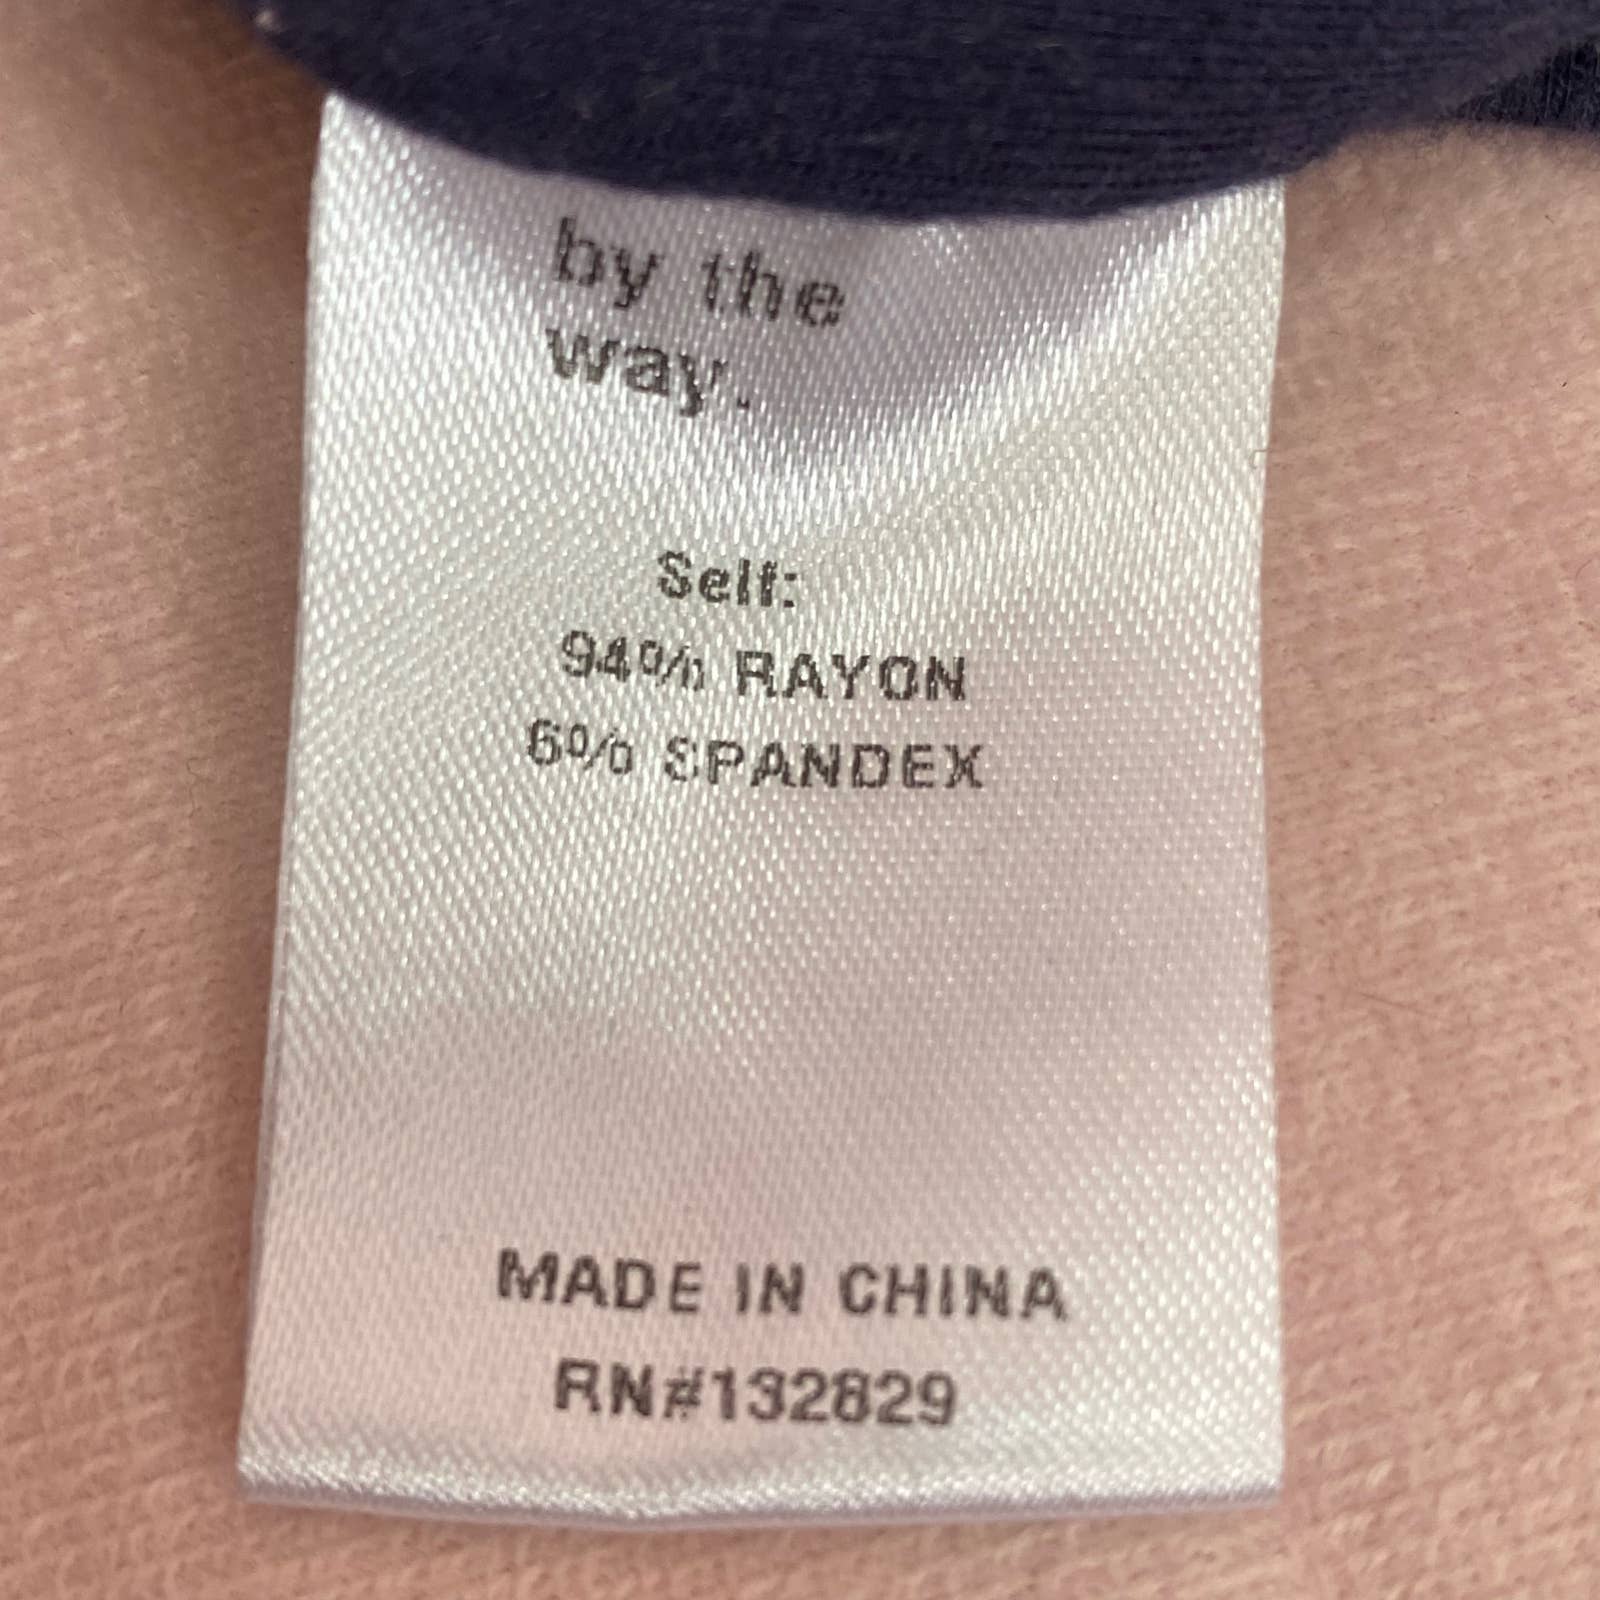 by the
way.
Self:
94% RAYON
6% SPANDEX
MADE IN CHINA
RN#132829